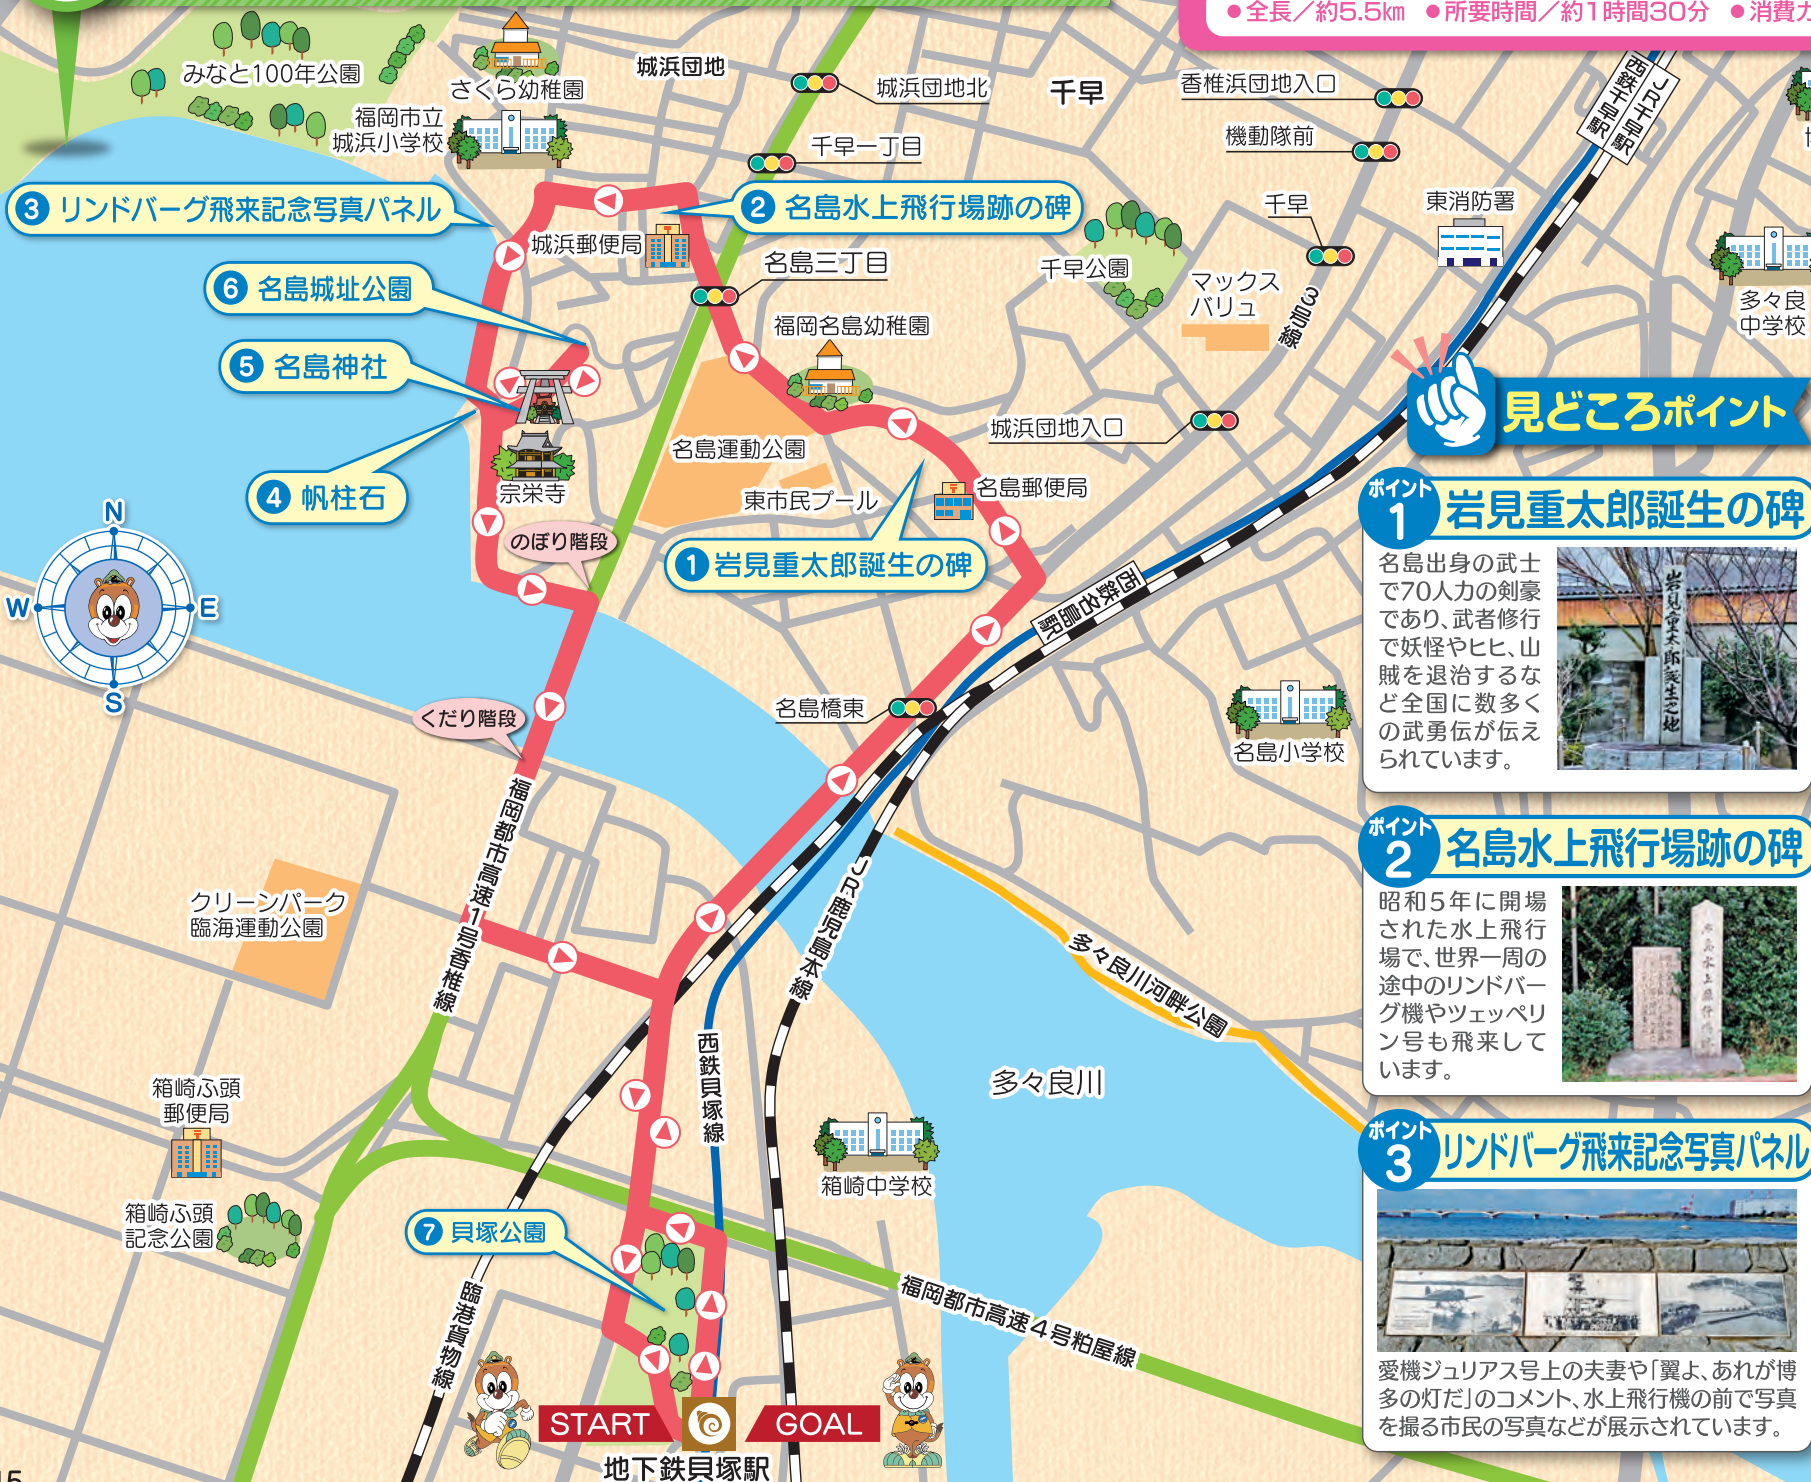 ●全長／約5.5km ●所要時間／約1時間30分 ●消費カ
みなと100年公園
さくら幼稚園
城浜団地
福岡市立
城浜小学校
城浜団地北
千早
香椎浜団地入口
機動隊前
千早一丁目
西鉄千早駅
JR千早駅
③ リンドバーグ飛来記念写真パネル
② 名島水上飛行場跡の碑
城浜郵便局
名島三丁目
千早
東消防署
千早公園
マックス
バリュ
3号線
多々良
中学校
⑥ 名島城址公園
福岡名島幼稚園
⑤ 名島神社
④ 帆柱石
宗栄寺
名島運動公園
東市民プール
城浜団地入口
名島郵便局
のぼり階段
① 岩見重太郎誕生の碑
西鉄名島駅
N
W
E
S
くだり階段
名島橋東
名島小学校
福岡都市高速1号香椎線
クリーンパーク
臨海運動公園
JR鹿児島本線
多々良川河畔公園
西鉄貝塚線
多々良川
箱崎ふ頭
郵便局
箱崎中学校
箱崎ふ頭
記念公園
⑦ 貝塚公園
臨港貨物線
福岡都市高速4号粕屋線
START
GOAL
地下鉄貝塚駅
15
見どころポイント
ポイント
1
岩見重太郎誕生の碑
名島出身の武士
で70人力の剣豪
であり、武者修行
で妖怪やヒヒ、山
賊を退治するな
ど全国に数多く
の武勇伝が伝え
られています。
岩見重太郎誕生之地
ポイント
2
名島水上飛行場跡の碑
昭和5年に開場
された水上飛行
場で、世界一周の
途中のリンドバー
グ機やツェッペリ
ン号も飛来して
います。
ポイント
3
リンドバーグ飛来記念写真パネル
愛機ジュリアス号上の夫妻や「翼よ、あれが博
多の灯だ」のコメント、水上飛行機の前で写真
を撮る市民の写真などが展示されています。